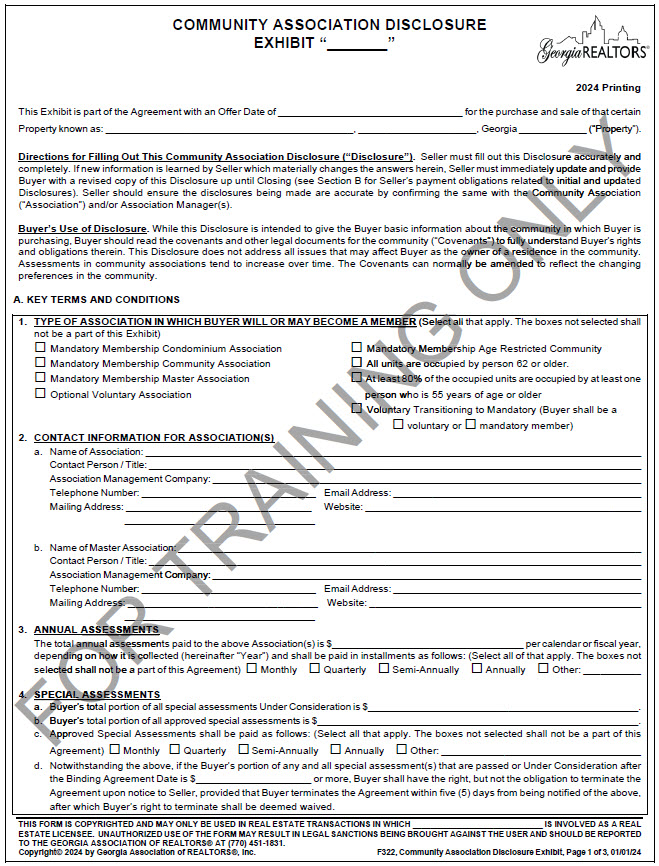 COMMUNITY ASSOCIATION DISCLOSURE
EXHIBIT “_______”
GeorgiaREALTORS®
2024 Printing
This Exhibit is part of the Agreement with an Offer Date of ______________________________ for the purchase and sale of that certain
Property known as: ______________________________, ______________, Georgia ____________ ("Property").
Directions for Filling Out This Community Association Disclosure (“Disclosure”). Seller must fill out this Disclosure accurately and
completely. If new information is learned by Seller which materially changes the answers herein, Seller must immediately update and provide
Buyer with a revised copy of this Disclosure up until Closing (see Section B for Seller's payment obligations related to initial and updated
Disclosures). Seller should ensure the disclosures being made are accurate by confirming the same with the Community Association
("Association") and/or Association Manager(s).
Buyer's Use of Disclosure. While this Disclosure is intended to give the Buyer basic information about the community in which Buyer is
purchasing, Buyer should read the covenants and other legal documents for the community ("Covenants") to fully understand Buyer's rights
and obligations therein. This Disclosure does not address all issues that may affect Buyer as the owner of a residence in the community.
Assessments in community associations tend to increase over time. The Covenants can normally be amended to reflect the changing
preferences in the community.
A. KEY TERMS AND CONDITIONS
1. TYPE OF ASSOCIATION IN WHICH BUYER WILL OR MAY BECOME A MEMBER (Select all that apply. The boxes not selected shall
not be a part of this Exhibit)
☐ Mandatory Membership Condominium Association
☐ Mandatory Membership Community Association
☐ Mandatory Membership Master Association
☐ Optional Voluntary Association
☐ Mandatory Membership Age Restricted Community
☐ All units are occupied by person 62 or older.
☐ At least 80% of the occupied units are occupied by at least one
person who is 55 years of age or older
☐ Voluntary Transitioning to Mandatory (Buyer shall be a
☐ voluntary or ☐ mandatory member)
2. CONTACT INFORMATION FOR ASSOCIATION(S)
a. Name of Association: ______________________________
Contact Person / Title: ______________________________
Association Management Company: ______________________________
Telephone Number: ______________________________ Email Address: ______________________________
Mailing Address: ______________________________ Website: ______________________________
______________________________
b. Name of Master Association: ______________________________
Contact Person / Title: ______________________________
Association Management Company: ______________________________
Telephone Number: ______________________________ Email Address: ______________________________
Mailing Address: ______________________________ Website: ______________________________
______________________________
3. ANNUAL ASSESSMENTS
The total annual assessments paid to the above Association(s) is $______________________________ per calendar or fiscal year,
depending on how it is collected (hereinafter "Year") and shall be paid in installments as follows: (Select all of that apply. The boxes not
selected shall not be a part of this Agreement) ☐ Monthly ☐ Quarterly ☐ Semi-Annually ☐ Annually ☐ Other: __________
4. SPECIAL ASSESSMENTS
a. Buyer's total portion of all special assessments Under Consideration is $______________________________.
b. Buyer's total portion of all approved special assessments is $______________________________.
c. Approved Special Assessments shall be paid as follows: (Select all that apply. The boxes not selected shall not be a part of this
Agreement) ☐ Monthly ☐ Quarterly ☐ Semi-Annually ☐ Annually ☐ Other: ______________________________
d. Notwithstanding the above, if the Buyer's portion of any and all special assessment(s) that are passed or Under Consideration after
the Binding Agreement Date is $____________________ or more, Buyer shall have the right, but not the obligation to terminate the
Agreement upon notice to Seller, provided that Buyer terminates the Agreement within five (5) days from being notified of the above,
after which Buyer's right to terminate shall be deemed waived.
FOR TRAINING ONLY
THIS FORM IS COPYRIGHTED AND MAY ONLY BE USED IN REAL ESTATE TRANSACTIONS IN WHICH ______________________ IS INVOLVED AS A REAL
ESTATE LICENSEE. UNAUTHORIZED USE OF THE FORM MAY RESULT IN LEGAL SANCTIONS BEING BROUGHT AGAINST THE USER AND SHOULD BE REPORTED
TO THE GEORGIA ASSOCIATION OF REALTORS® AT (770) 451-1831.
Copyright© 2024 by Georgia Association of REALTORS®, Inc. F322, Community Association Disclosure Exhibit, Page 1 of 3, 01/01/24